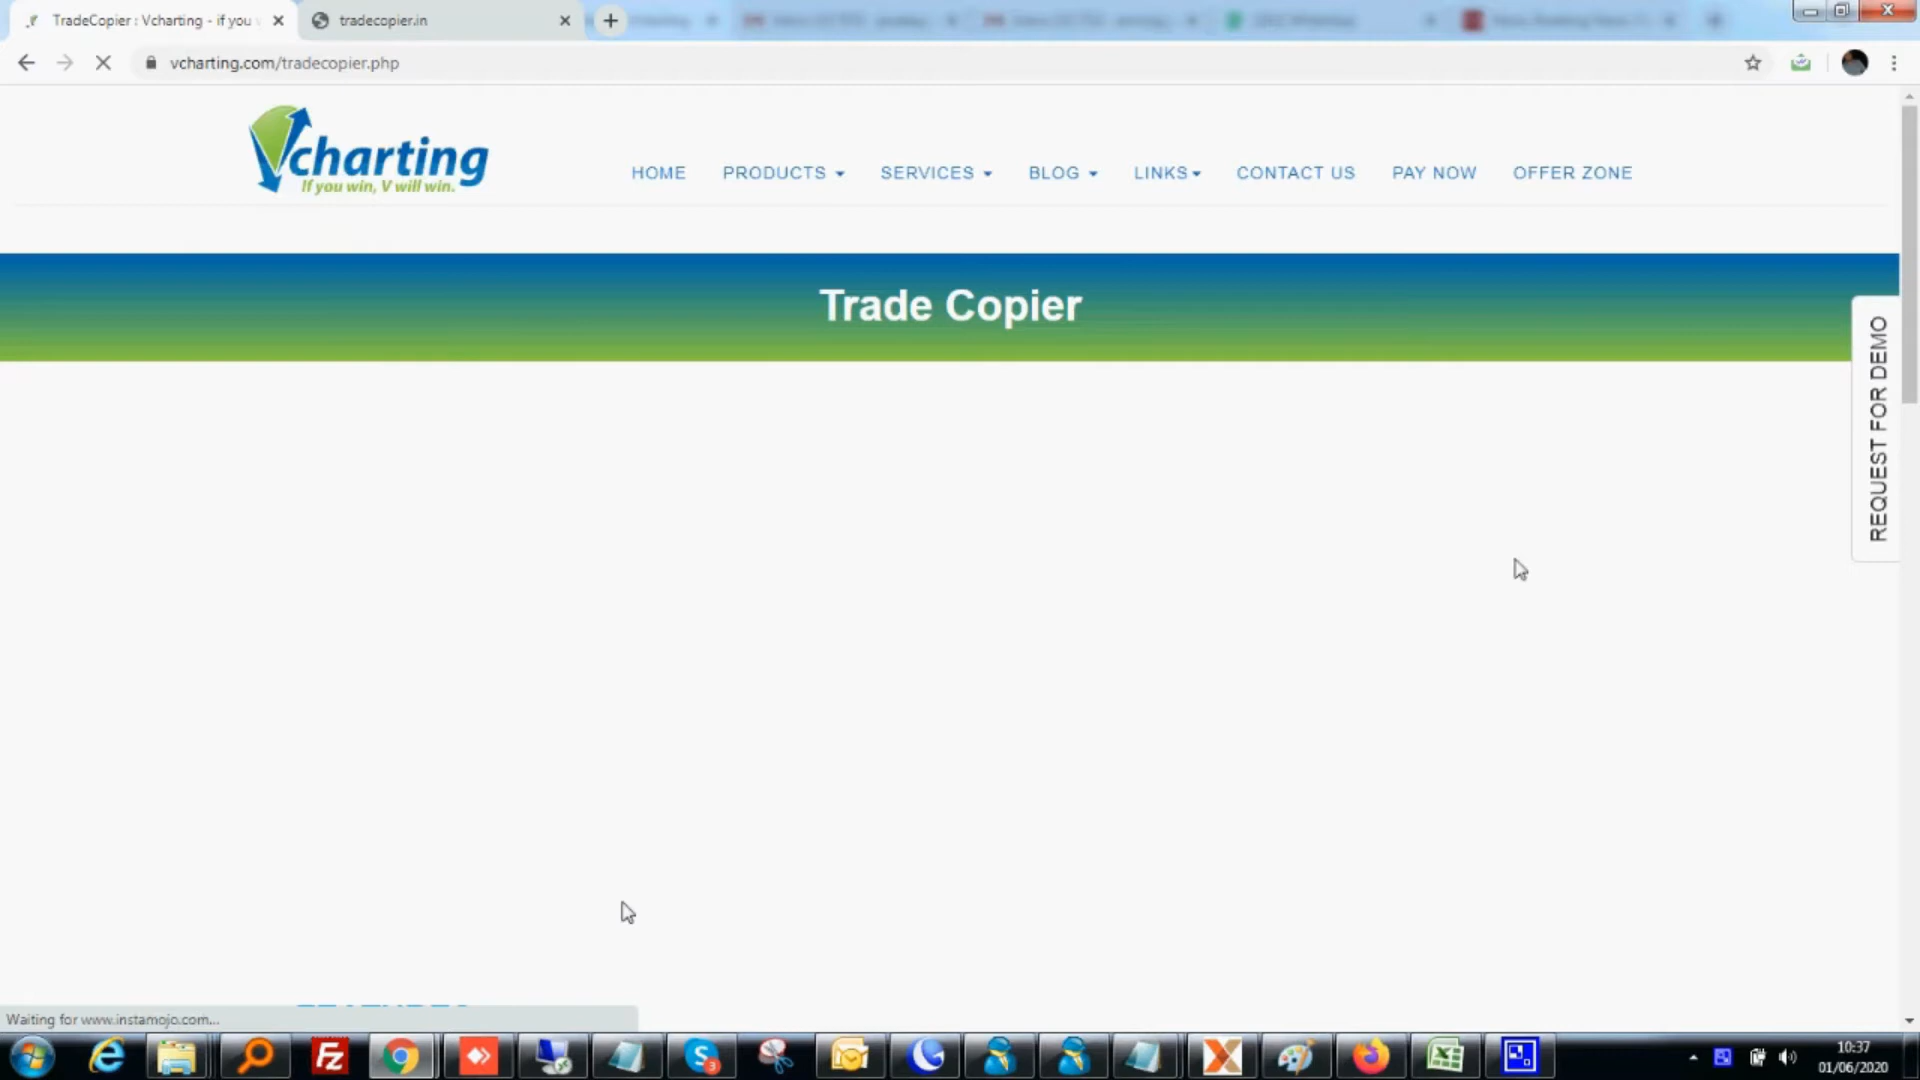 TradeCopier : Vcharting - if you
tradecopier.in
vcharting.com/tradecopier.php
Vcharting
If you win, V will win.
HOME
PRODUCTS
SERVICES
BLOG
LINKS
CONTACT US
PAY NOW
OFFER ZONE
Trade Copier
REQUEST FOR DEMO
Waiting for www.instamojo.com...
10:37
01/06/2020